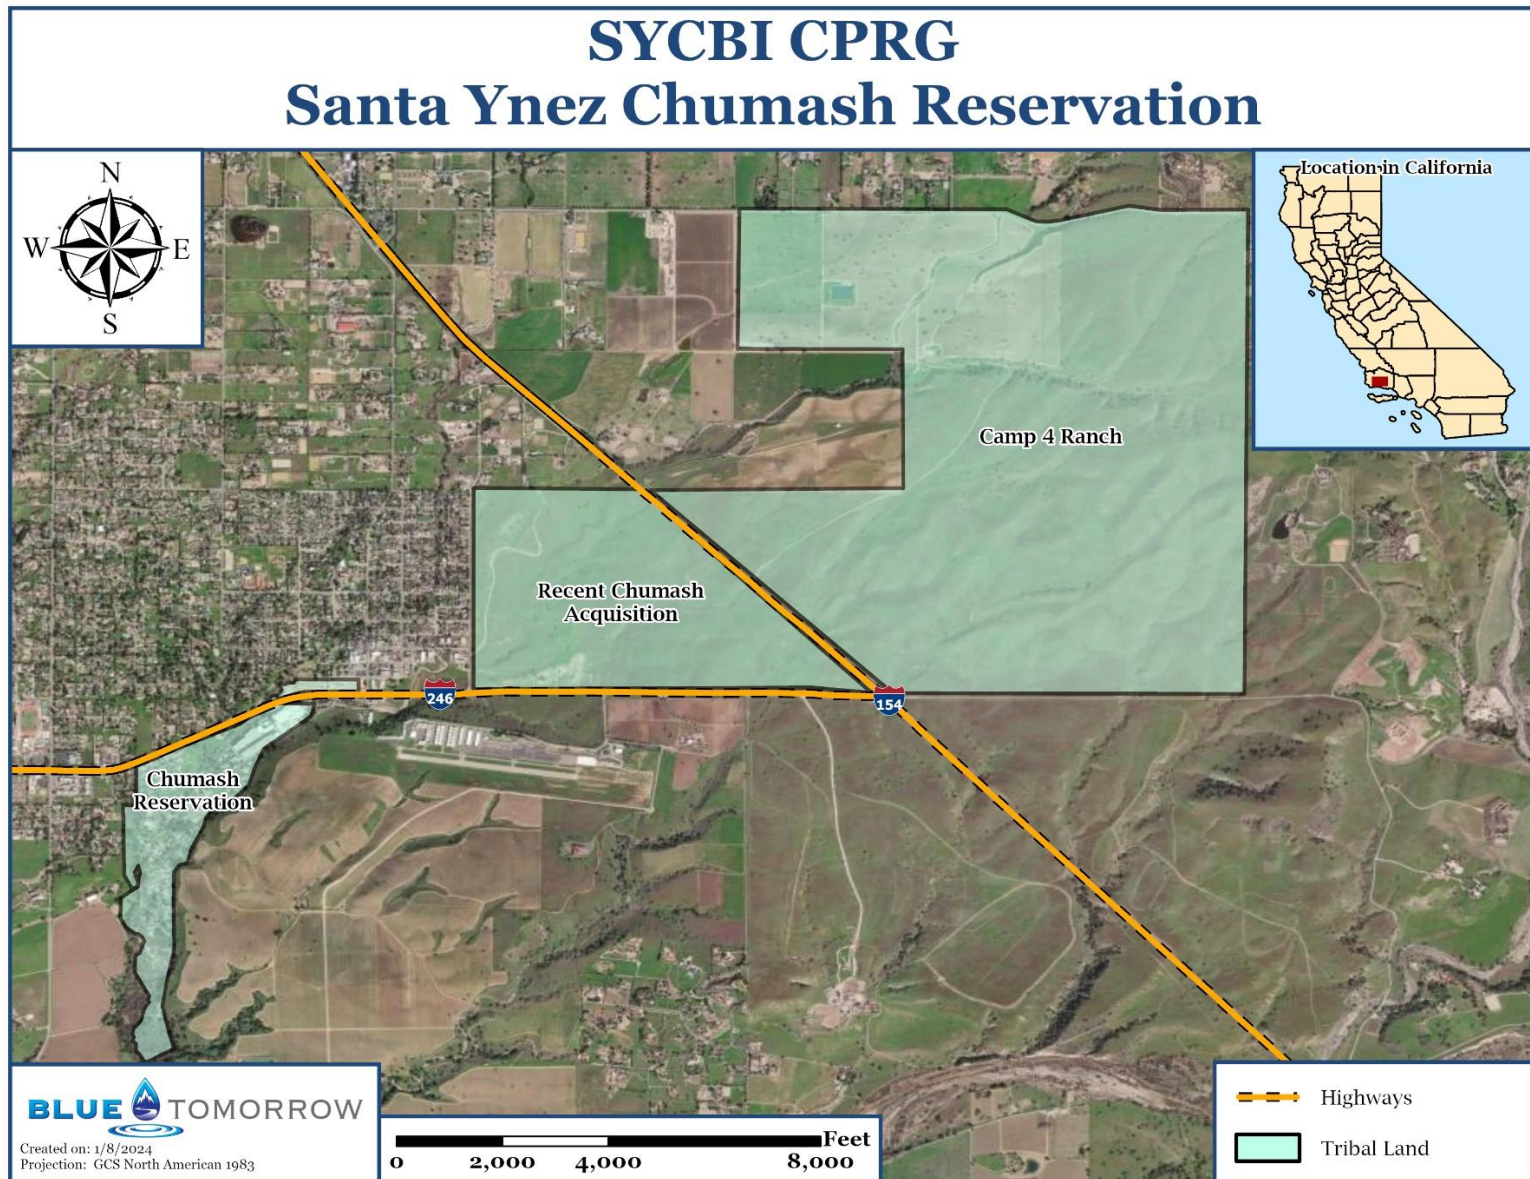 SYCBI CPRG
Santa Ynez Chumash Reservation
N
W
E
S
Location in California
Camp 4 Ranch
Recent Chumash
Acquisition
246
154
Chumash
Reservation
BLUE TOMORROW
Created on: 1/8/2024
Projection: GCS North American 1983
Feet
0 2,000 4,000 8,000
Highways
Tribal Land